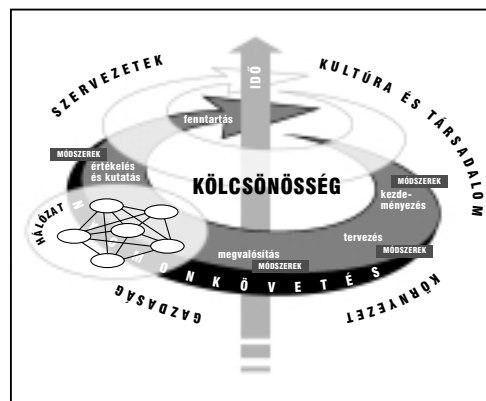 SZERVEZETEK
KULTÚRA ÉS TÁRSADALOM
IDŐ
fenntartás
MÓDSZEREK
értékelés
és kutatás
KÖLCSÖNÖSSÉG
MÓDSZEREK
kezde-
ményezés
HÁLÓZAT
tervezés
MÓDSZEREK
megvalósítás
MÓDSZEREK
NYOMONKÖVETÉS
GAZDASÁG
KÖRNYEZET